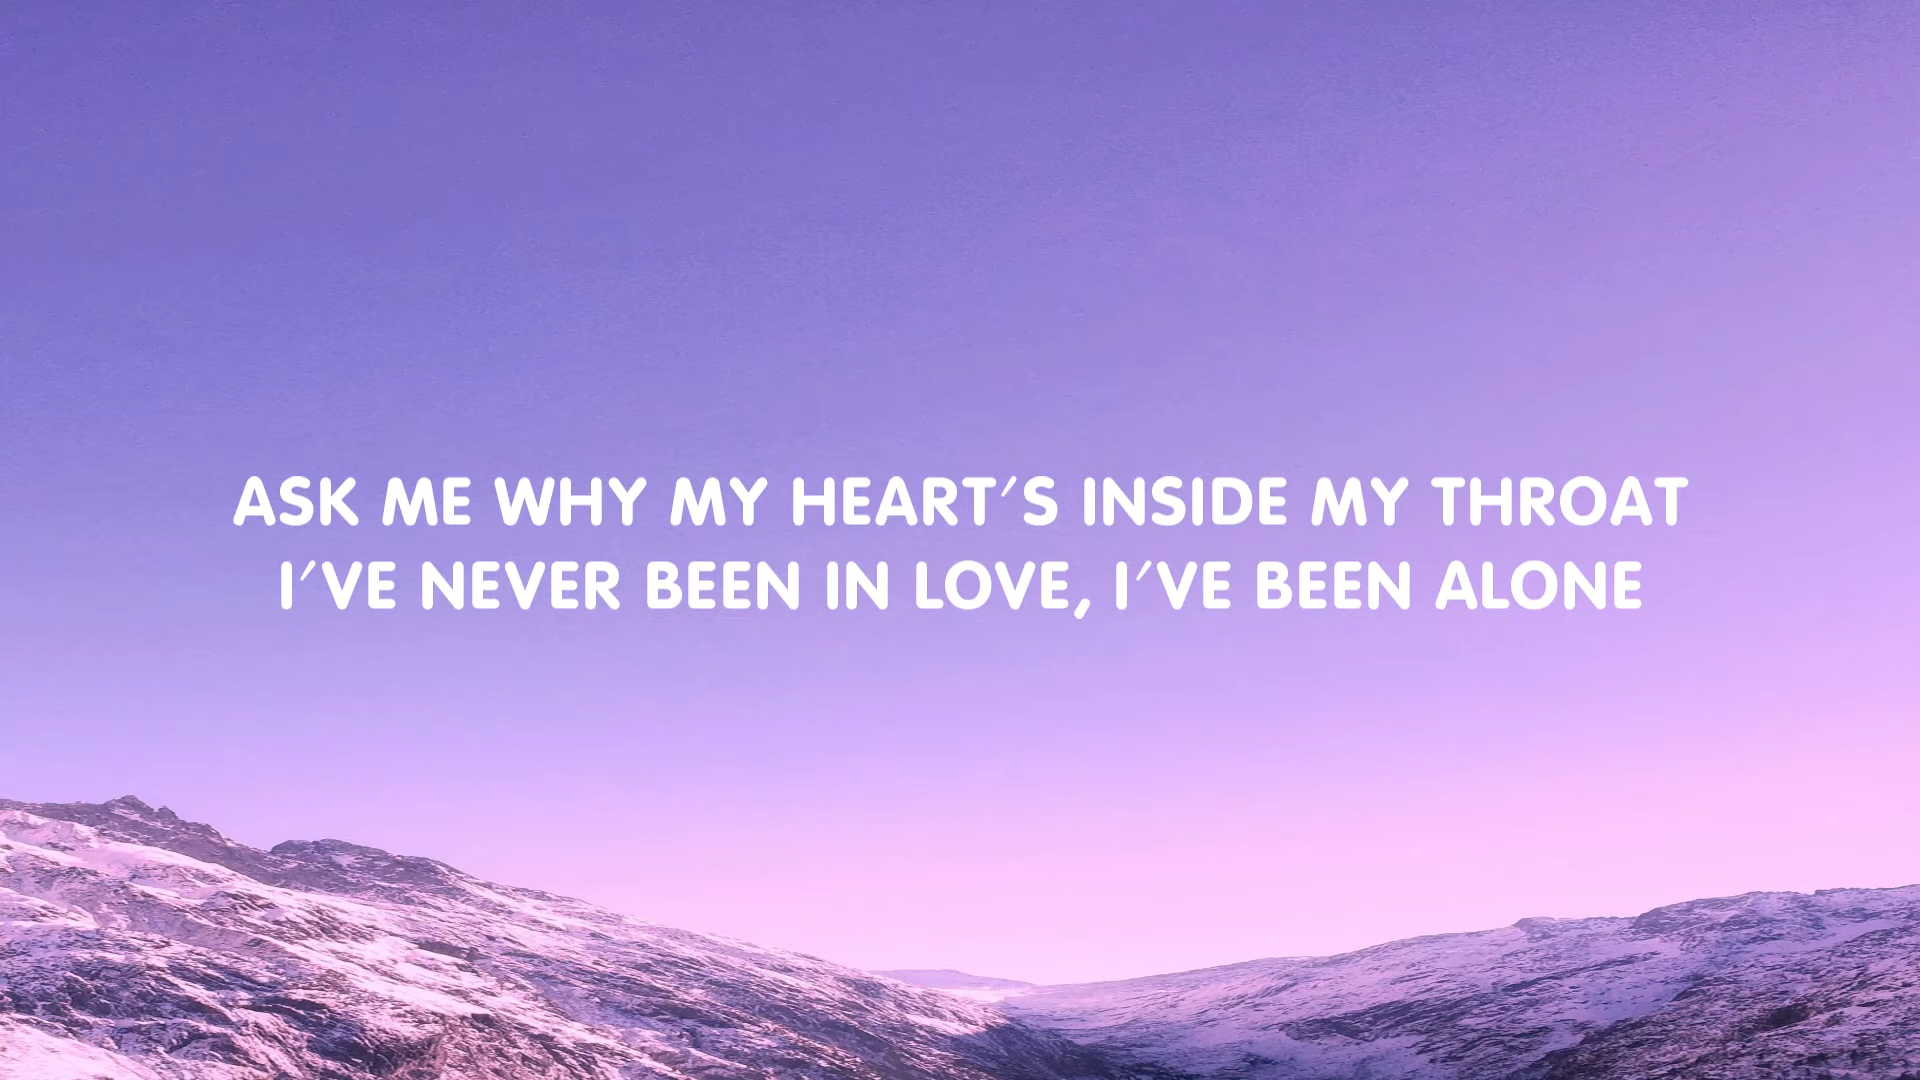 ASK ME WHY MY HEART'S INSIDE MY THROAT
I'VE NEVER BEEN IN LOVE, I'VE BEEN ALONE